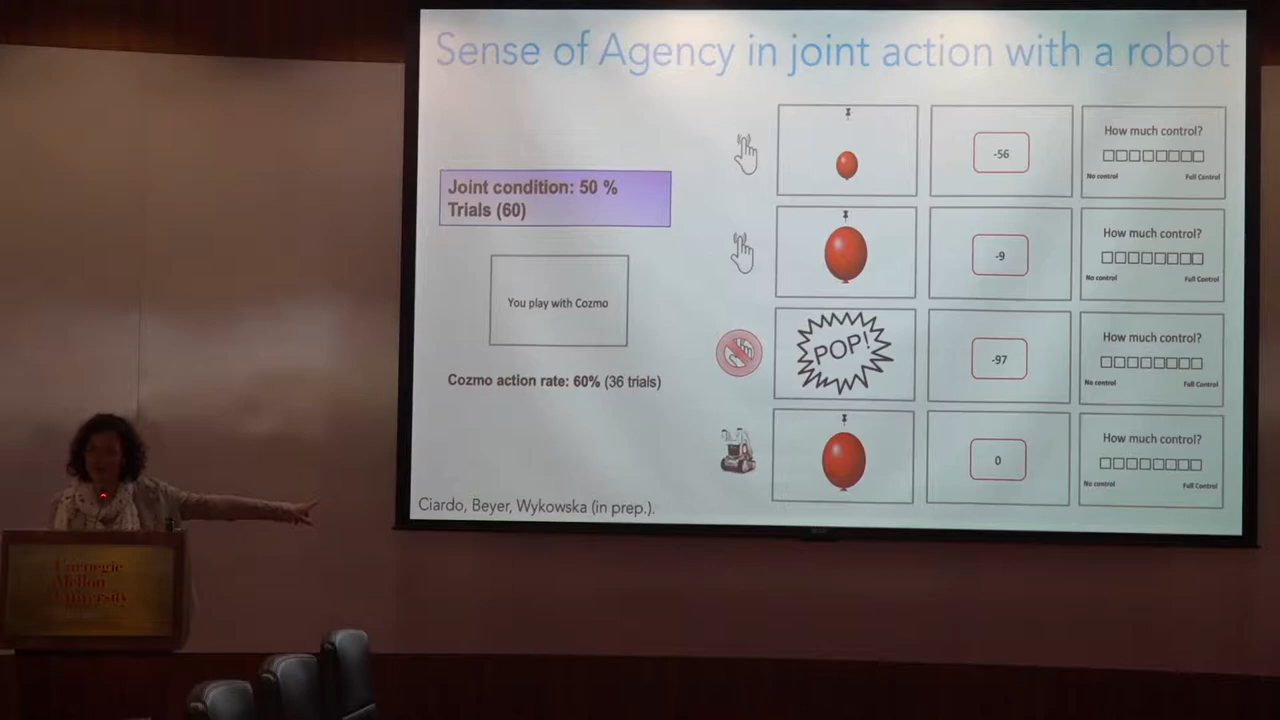 Sense of Agency in joint action with a robot
Joint condition: 50 %
Trials (60)
You play with Cozmo
Cozmo action rate: 60% (36 trials)
Ciardo, Beyer, Wykowska (in prep.).
-56
How much control?
No control
Full Control
-9
How much control?
No control
Full Control
POP!
-97
How much control?
No control
Full Control
0
How much control?
No control
Full Control
Carnegie
Mellon
University